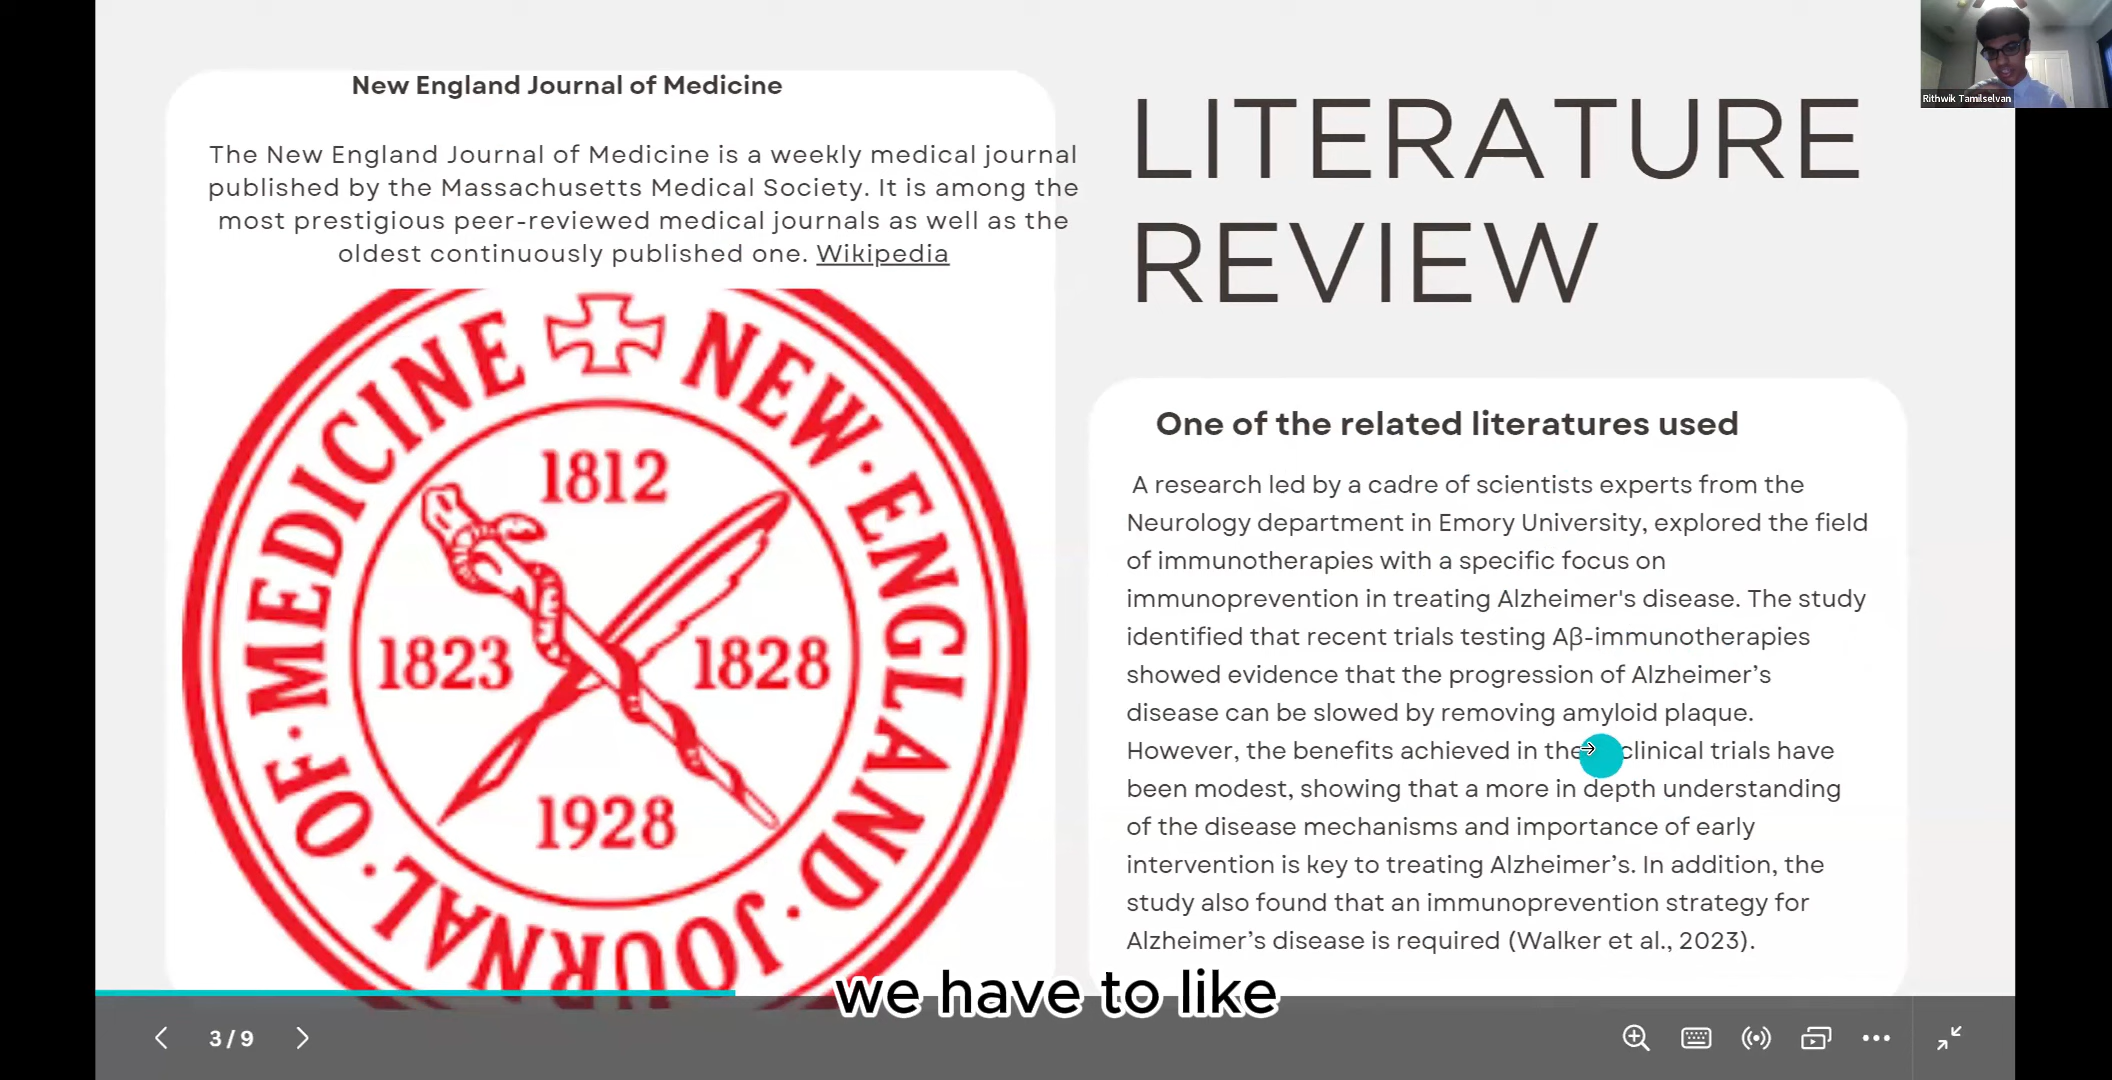 New England Journal of Medicine
The New England Journal of Medicine is a weekly medical journal
published by the Massachusetts Medical Society. It is among the
most prestigious peer-reviewed medical journals as well as the
oldest continuously published one. Wikipedia
NEW · ENGLAND · JOURNAL · OF · MEDICINE
1812
1823
1828
1928
LITERATURE
REVIEW
One of the related literatures used
A research led by a cadre of scientists experts from the
Neurology department in Emory University, explored the field
of immunotherapies with a specific focus on
immunoprevention in treating Alzheimer's disease. The study
identified that recent trials testing Aβ-immunotherapies
showed evidence that the progression of Alzheimer’s
disease can be slowed by removing amyloid plaque.
However, the benefits achieved in the clinical trials have
been modest, showing that a more in depth understanding
of the disease mechanisms and importance of early
intervention is key to treating Alzheimer’s. In addition, the
study also found that an immunoprevention strategy for
Alzheimer’s disease is required (Walker et al., 2023).
Rithwik Tamilselvan
we have to like
3 / 9